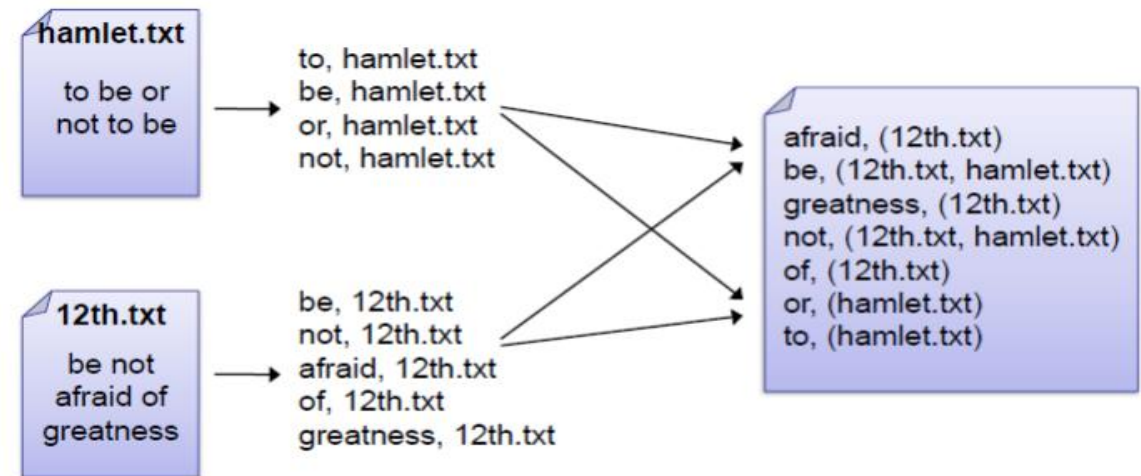 hamlet.txt
to be or
not to be
to, hamlet.txt
be, hamlet.txt
or, hamlet.txt
not, hamlet.txt
12th.txt
be not
afraid of
greatness
be, 12th.txt
not, 12th.txt
afraid, 12th.txt
of, 12th.txt
greatness, 12th.txt
afraid, (12th.txt)
be, (12th.txt, hamlet.txt)
greatness, (12th.txt)
not, (12th.txt, hamlet.txt)
of, (12th.txt)
or, (hamlet.txt)
to, (hamlet.txt)